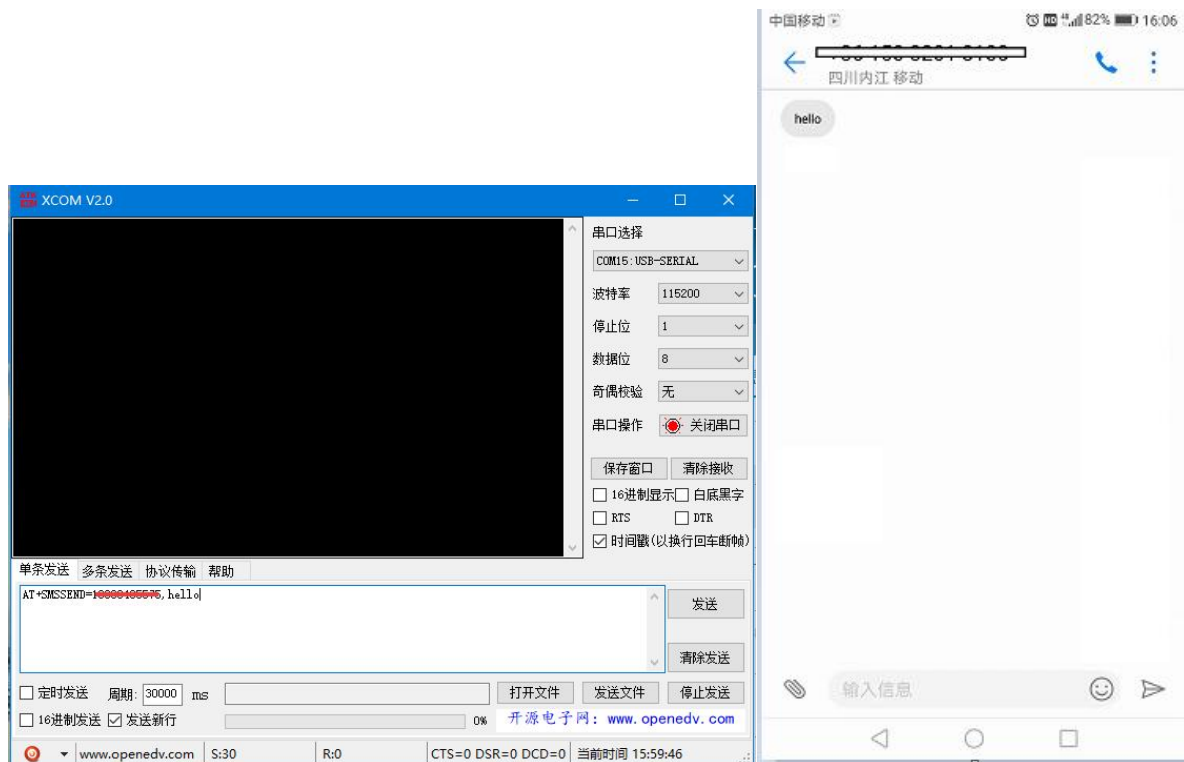 中国移动
HD 4G 82% 16:06
四川内江 移动
hello
XCOM V2.0
串口选择
COM15:USB-SERIAL
波特率 115200
停止位 1
数据位 8
奇偶校验 无
串口操作 关闭串口
保存窗口 清除接收
16进制显示 白底黑字
RTS DTR
时间戳(以换行回车断帧)
单条发送 多条发送 协议传输 帮助
AT+SMSSEND= ,hello
发送
清除发送
定时发送 周期: 30000 ms 打开文件 发送文件 停止发送
16进制发送 发送新行 0% 开源电子网: www.openedv.com
www.openedv.com S:30 R:0 CTS=0 DSR=0 DCD=0 当前时间 15:59:46
输入信息